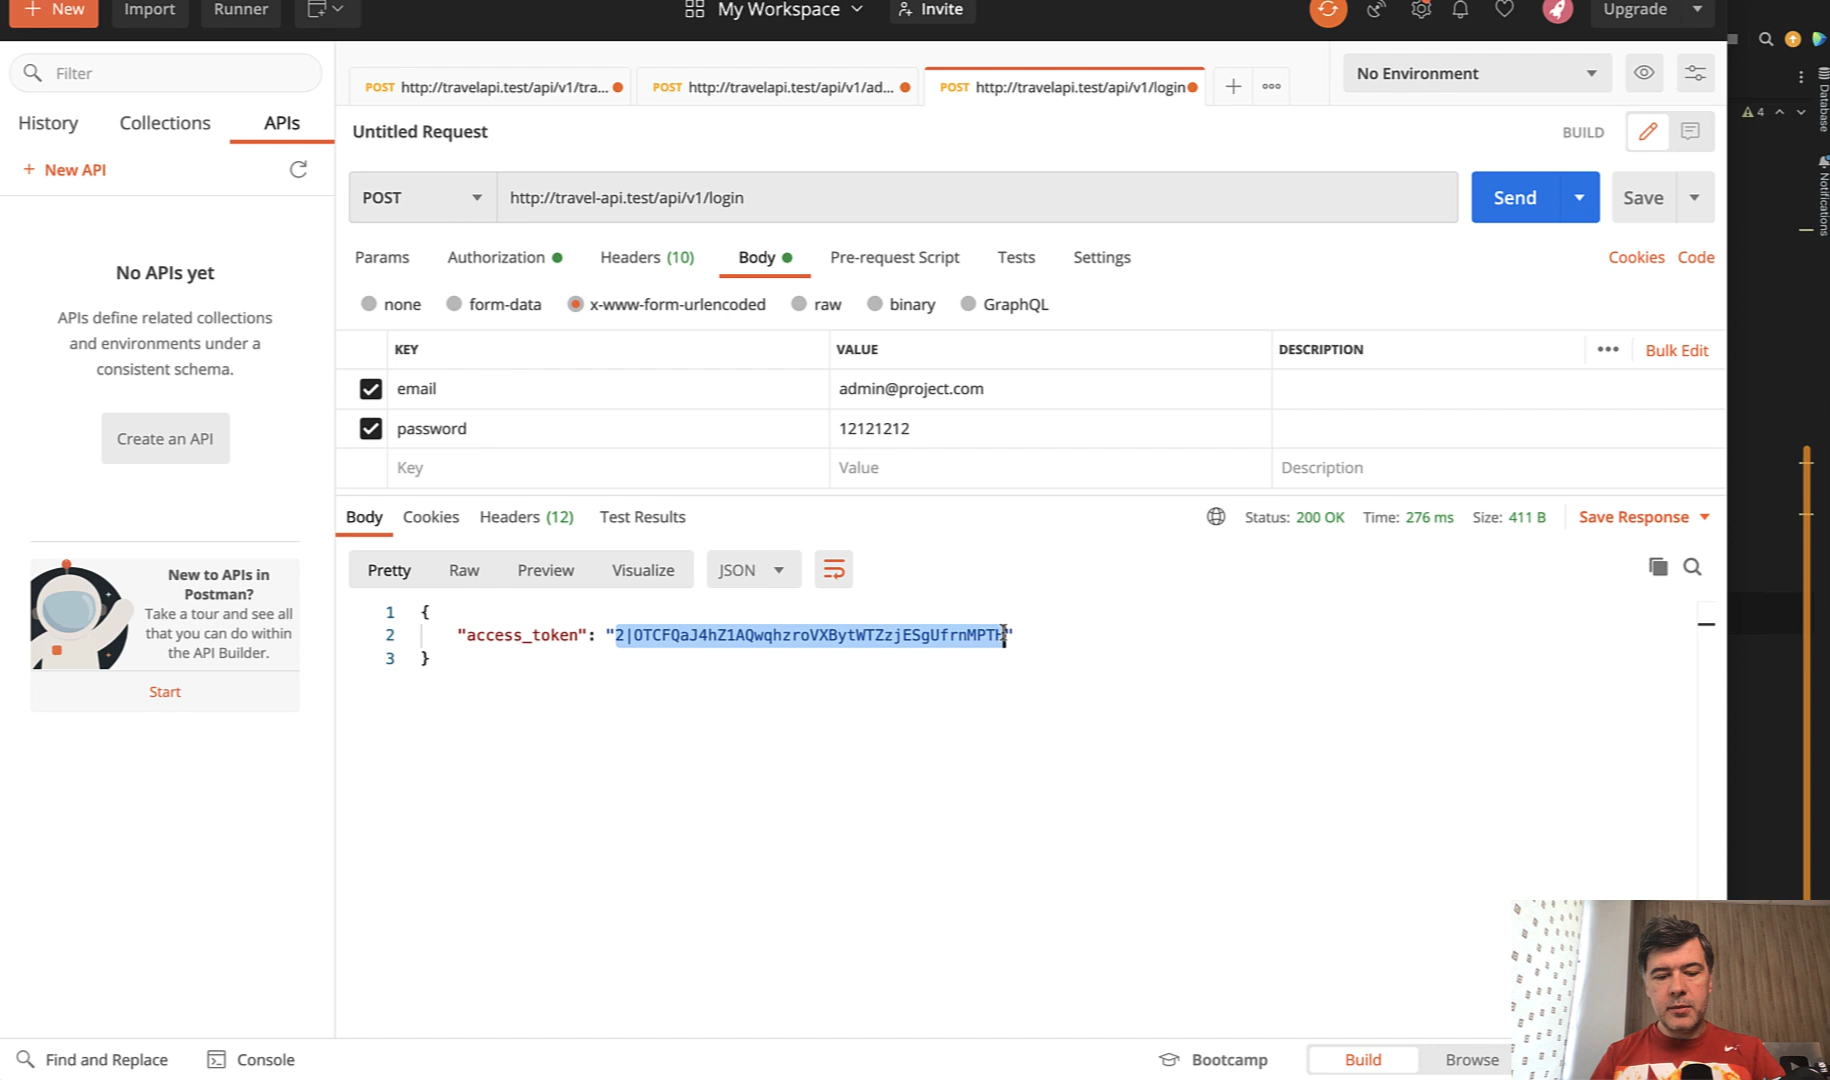 New
Import
Runner
My Workspace
Invite
Upgrade
Filter
POST http://travelapi.test/api/v1/tra...
POST http://travelapi.test/api/v1/ad...
POST http://travelapi.test/api/v1/login
No Environment
History
Collections
APIs
Untitled Request
BUILD
+ New API
POST
http://travel-api.test/api/v1/login
Send
Save
Params
Authorization
Headers (10)
Body
Pre-request Script
Tests
Settings
Cookies
Code
No APIs yet
APIs define related collections
and environments under a
consistent schema.
Create an API
none
form-data
x-www-form-urlencoded
raw
binary
GraphQL
KEY
VALUE
DESCRIPTION
Bulk Edit
email
admin@project.com
password
12121212
Key
Value
Description
Body
Cookies
Headers (12)
Test Results
Status: 200 OK
Time: 276 ms
Size: 411 B
Save Response
Pretty
Raw
Preview
Visualize
JSON
1 {
2 "access_token": "2|OTCFQaJ4hZ1AQwqhzroVXBytWTZzjESgUfrnMPTH"
3 }
New to APIs in
Postman?
Take a tour and see all
that you can do within
the API Builder.
Start
Find and Replace
Console
Bootcamp
Build
Browse
4
Database
Notifications